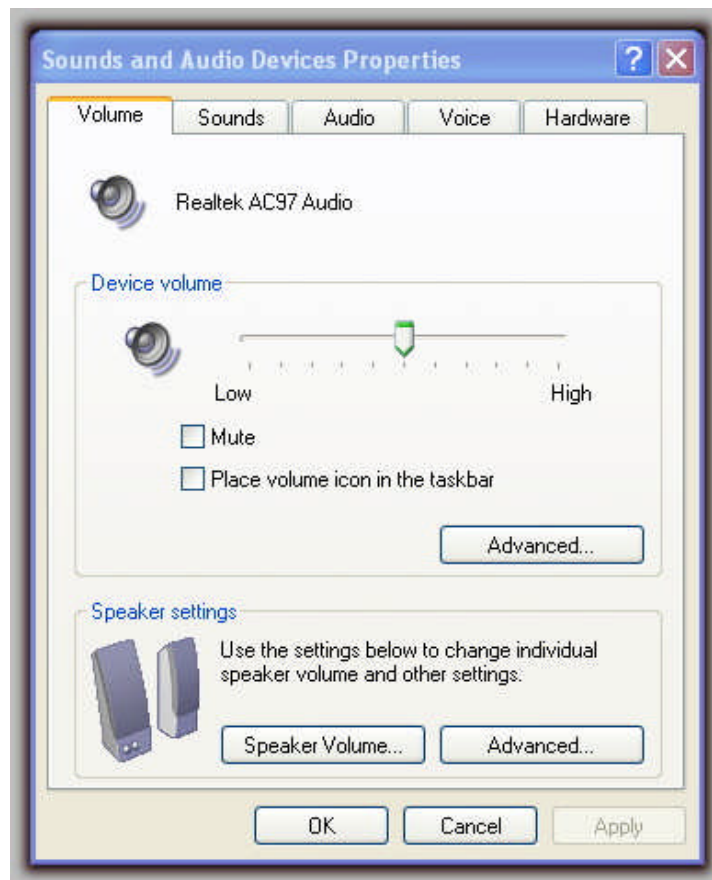 Sounds and Audio Devices Properties
Volume Sounds Audio Voice Hardware
Realtek AC97 Audio
Device volume
Low High
Mute
Place volume icon in the taskbar
Advanced...
Speaker settings
Use the settings below to change individual
speaker volume and other settings.
Speaker Volume... Advanced...
OK Cancel Apply